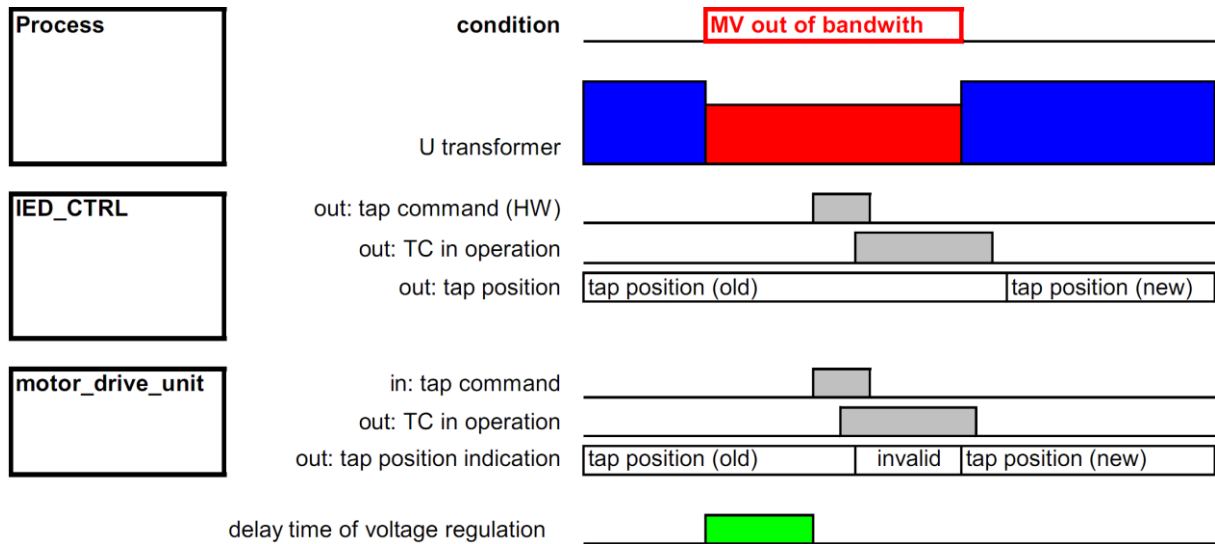 Process
condition
MV out of bandwith
U transformer
IED_CTRL
out: tap command (HW)
out: TC in operation
out: tap position
tap position (old)
tap position (new)
motor_drive_unit
in: tap command
out: TC in operation
out: tap position indication
tap position (old)
invalid
tap position (new)
delay time of voltage regulation